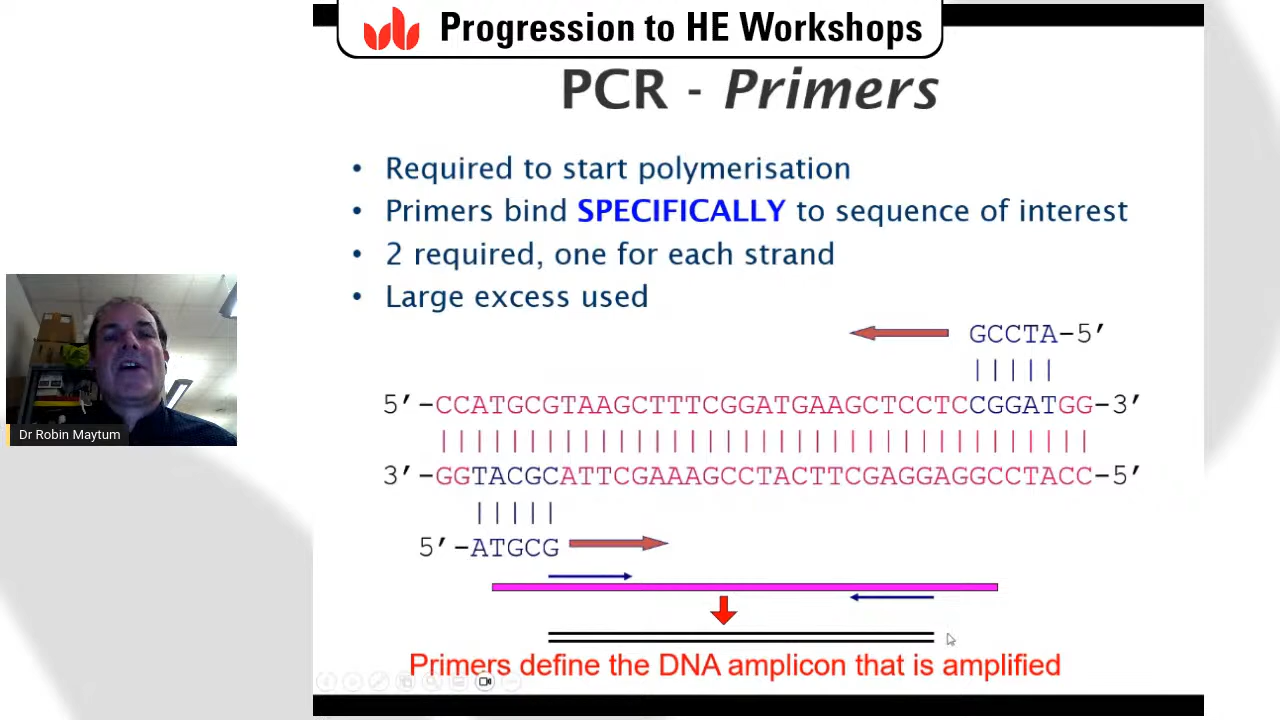 Progression to HE Workshops
PCR - Primers
• Required to start polymerisation
• Primers bind SPECIFICALLY to sequence of interest
• 2 required, one for each strand
• Large excess used
GCCTA-5′
5′-CCATGCGTAAGCTTTCGGATGAAGCTCCTCCCGGATGG-3′
3′-GGTACGCATTCGAAAGCCTACTTCGAGGAGGCCTACC-5′
5′-ATGCG
Primers define the DNA amplicon that is amplified
Dr Robin Maytum